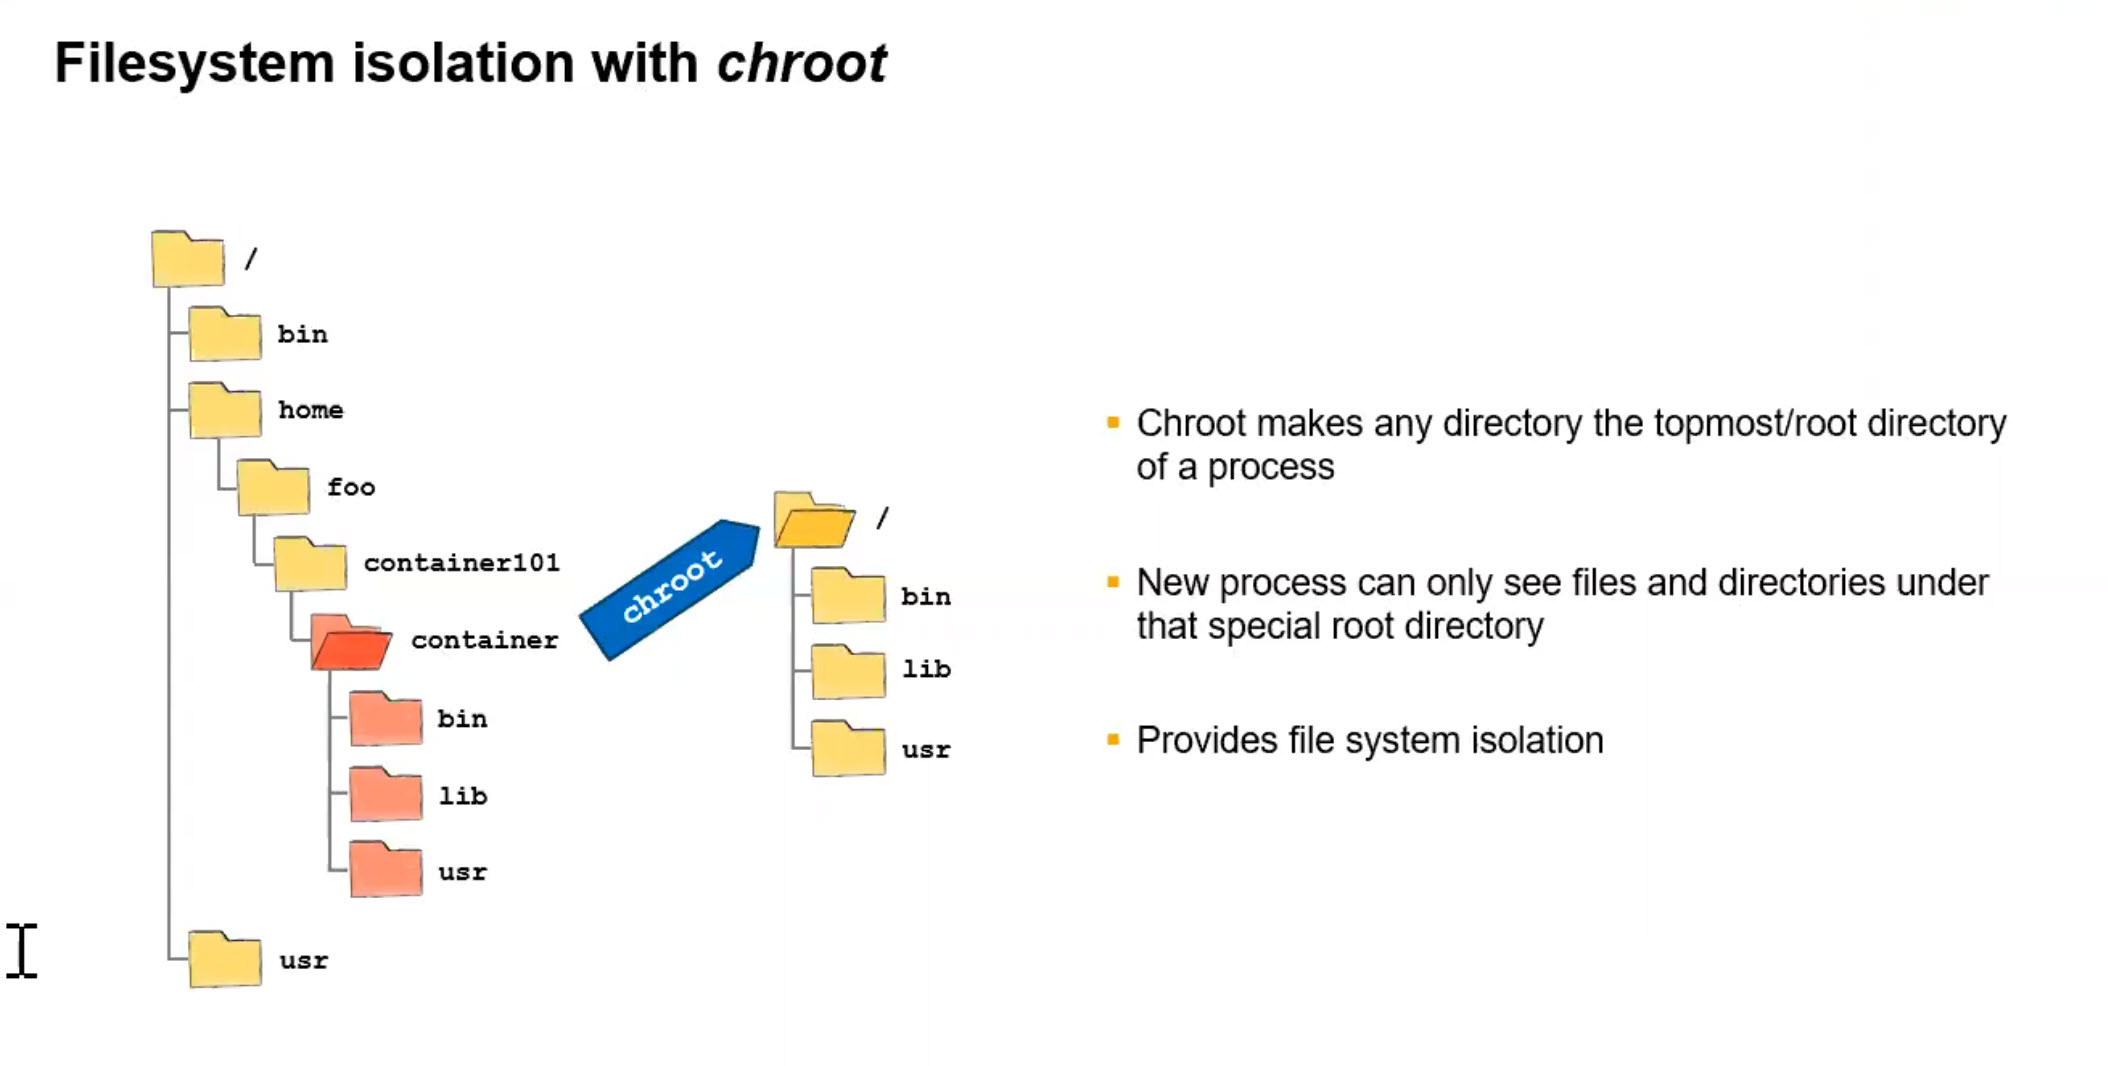 Filesystem isolation with chroot
/
bin
home
foo
container101
container
bin
lib
usr
usr
chroot
/
bin
lib
usr
Chroot makes any directory the topmost/root directory
of a process
New process can only see files and directories under
that special root directory
Provides file system isolation